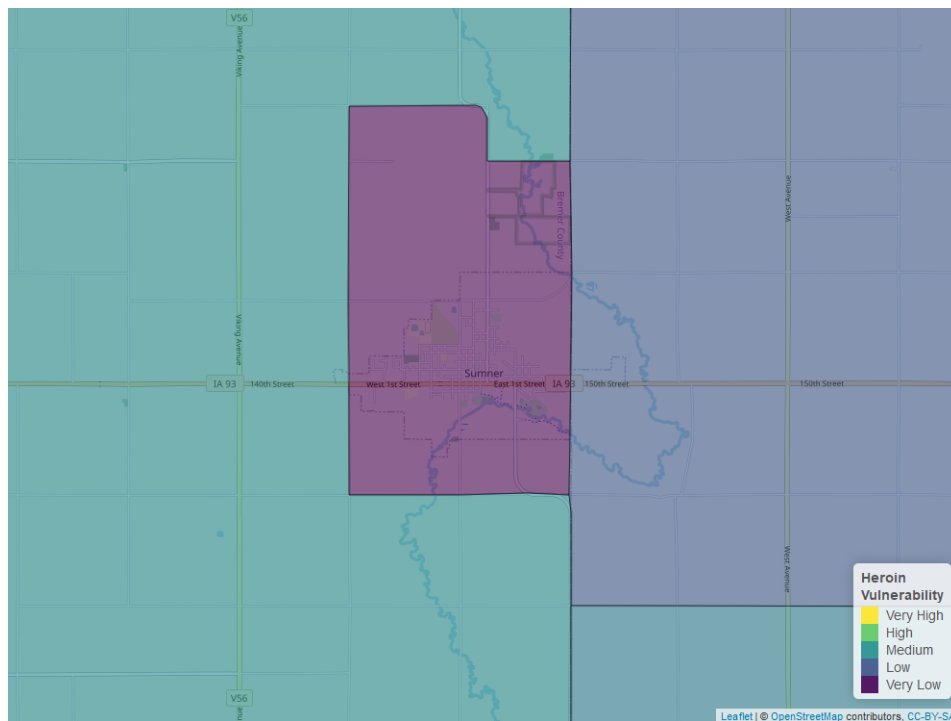 V56
Viking Avenue
West Avenue
Bremer County
Viking Avenue
Sumner
IA 93
140th Street
West 1st Street
East 1st Street
IA 93
150th Street
150th Street
West Avenue
V56
Heroin
Vulnerability
Very High
High
Medium
Low
Very Low
Leaflet | © OpenStreetMap contributors, CC-BY-S